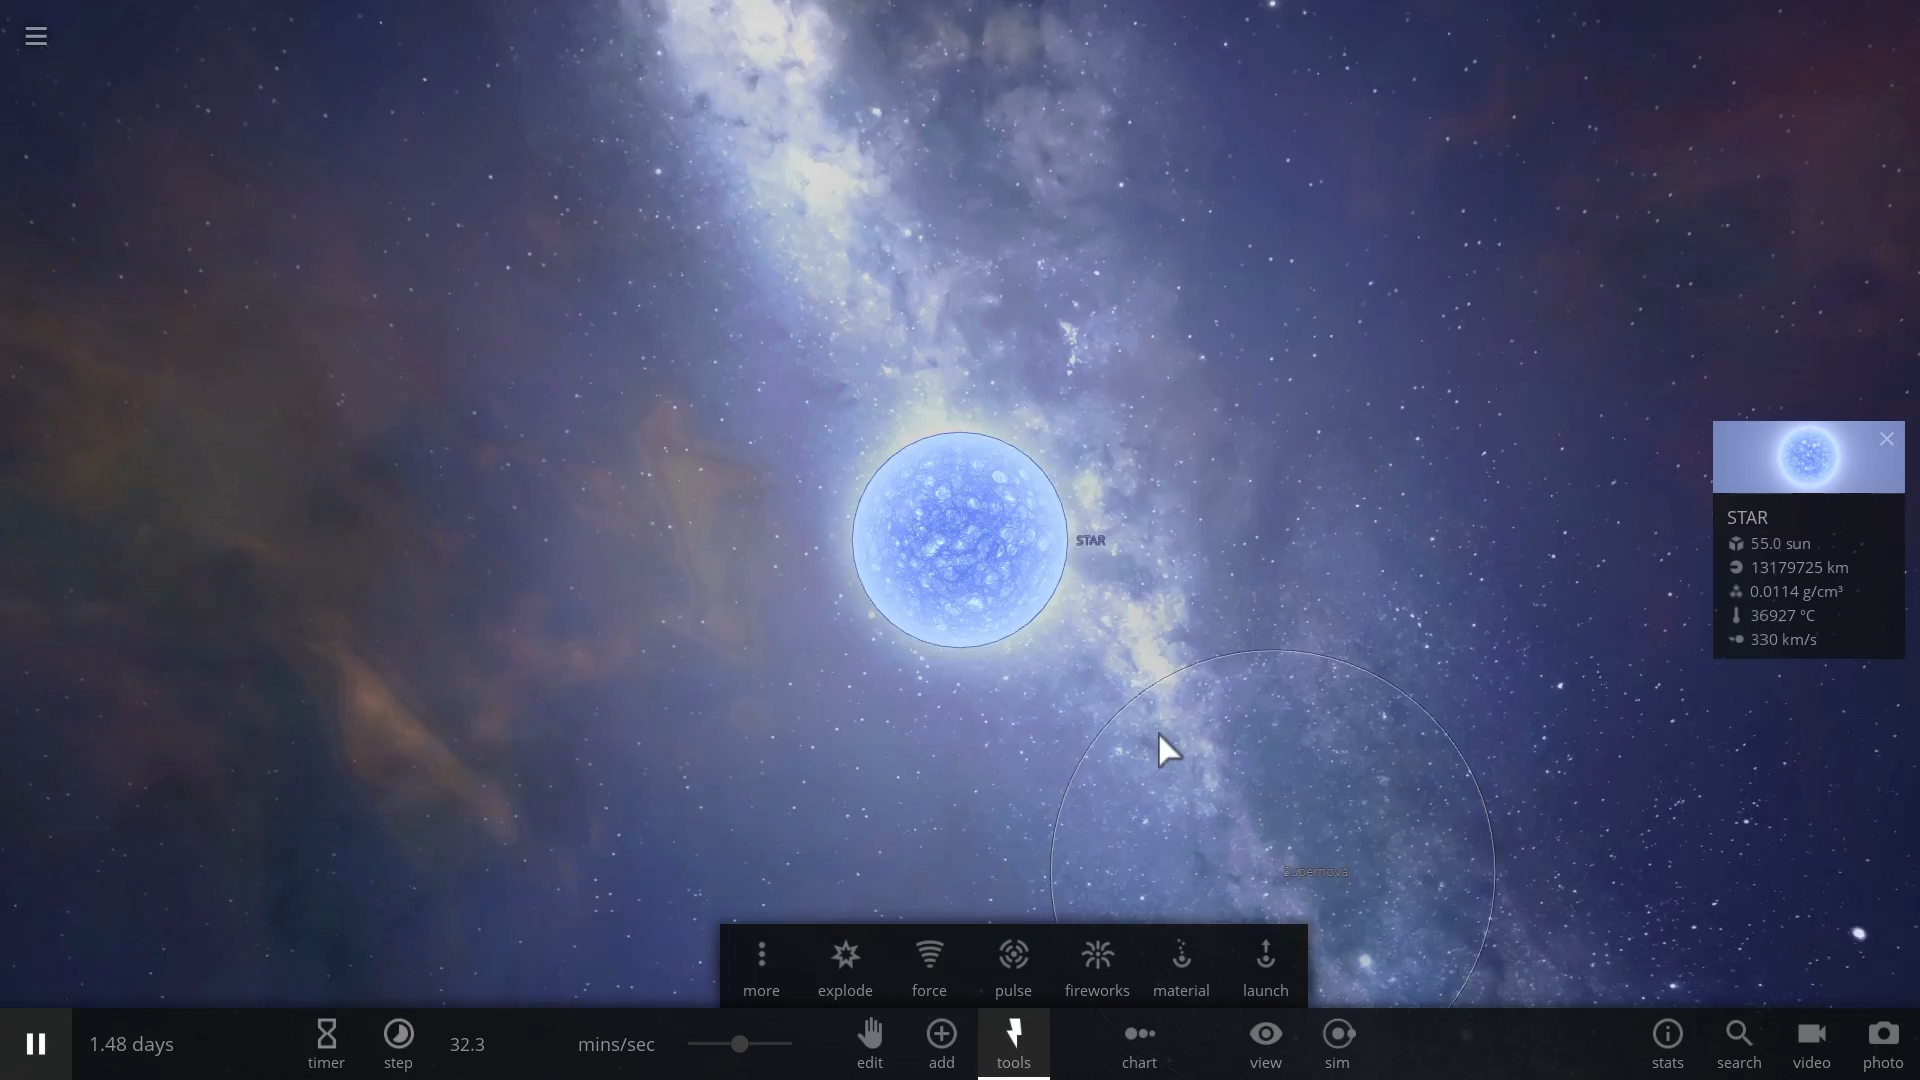 STAR
STAR
55.0 sun
13179725 km
0.0114 g/cm³
36927 °C
330 km/s
Supernova
more
explode
force
pulse
fireworks
material
launch
1.48 days
timer
step
32.3
mins/sec
edit
add
tools
chart
view
sim
stats
search
video
photo